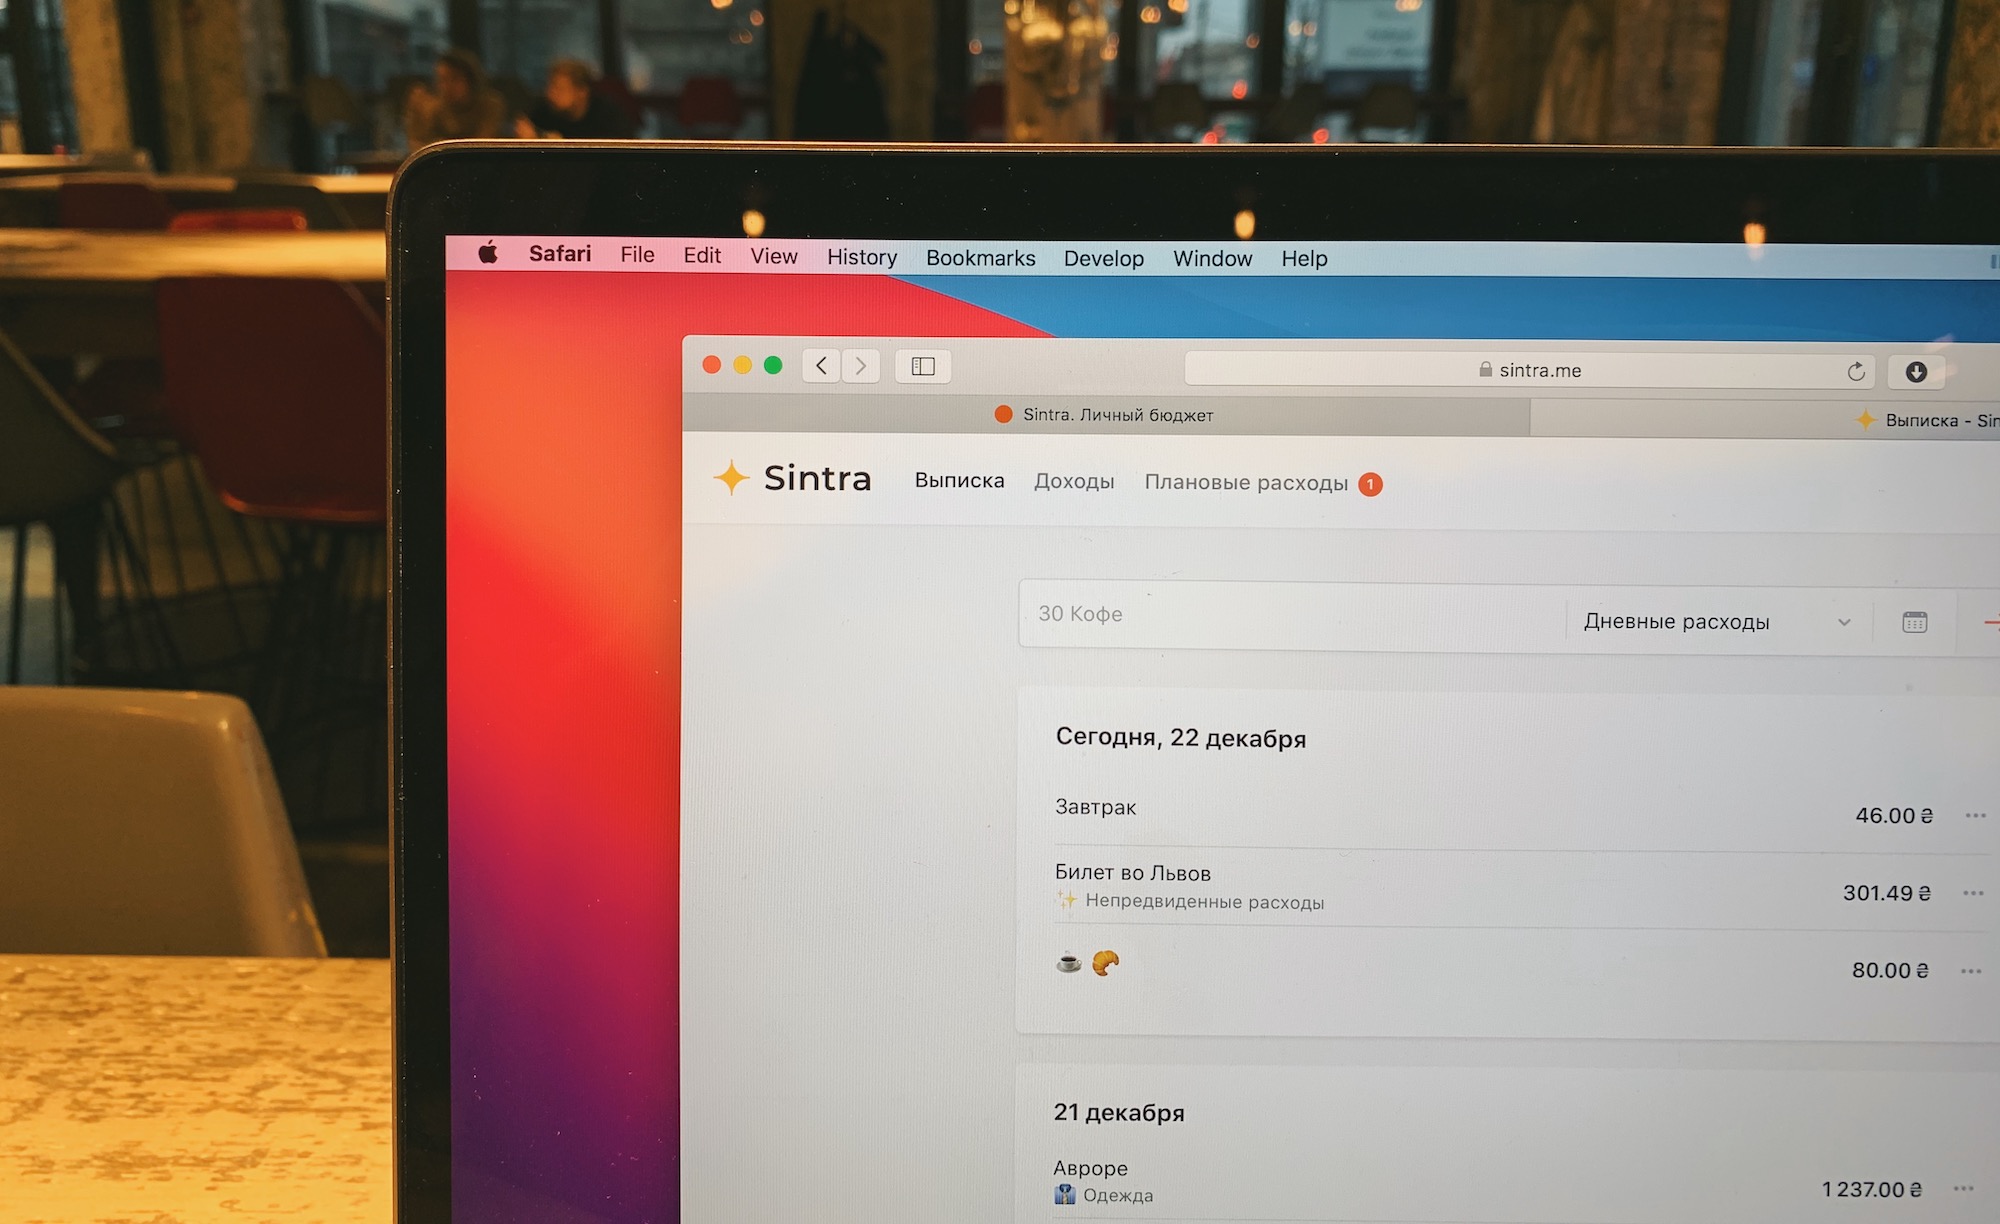 Safari File Edit View History Bookmarks Develop Window Help
sintra.me
Sintra. Личный бюджет
Выписка - Sin
Sintra Выписка Доходы Плановые расходы 1
30 Кофе Дневные расходы
Сегодня, 22 декабря
Завтрак 46.00 ₴
Билет во Львов 301.49 ₴
Непредвиденные расходы
80.00 ₴
21 декабря
Авроре 1 237.00 ₴
Одежда